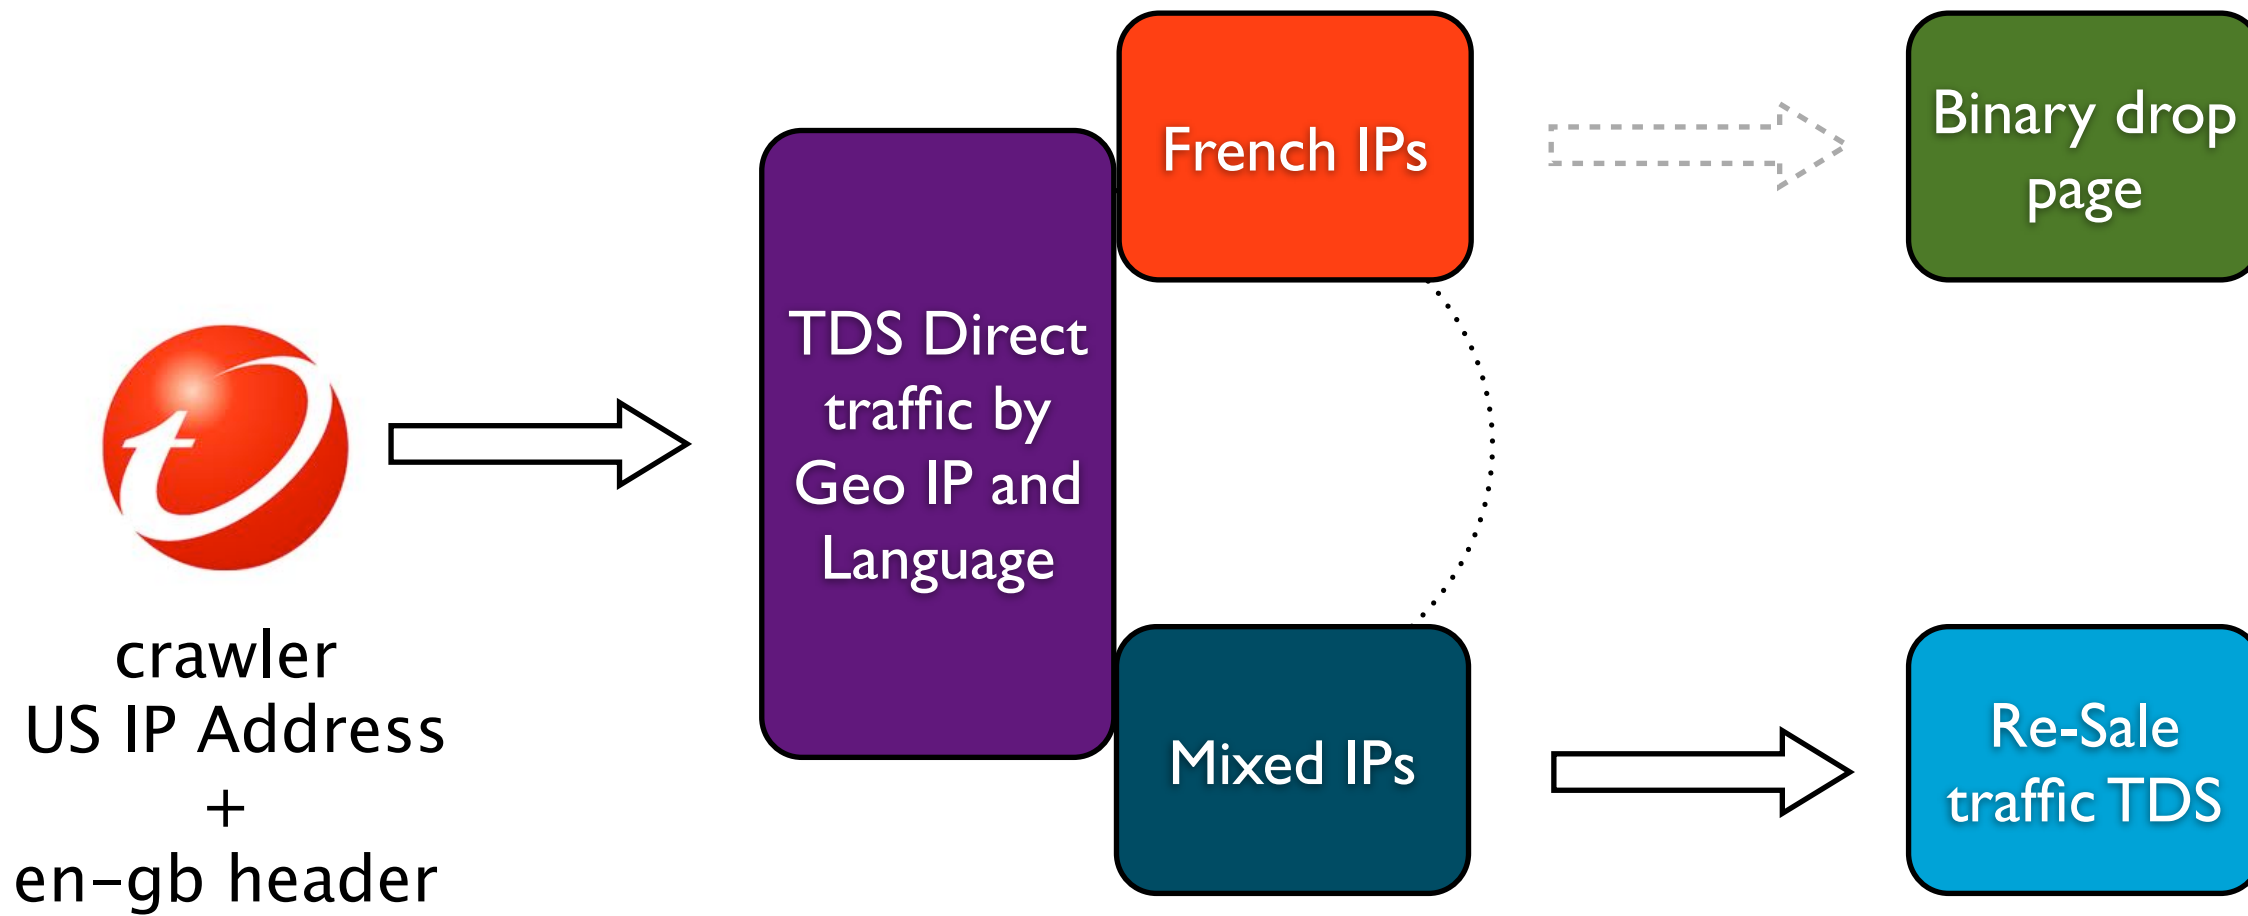 French IPs
Binary drop
page
TDS Direct
traffic by
Geo IP and
Language
crawler
US IP Address
+
en-gb header
Mixed IPs
Re-Sale
traffic TDS